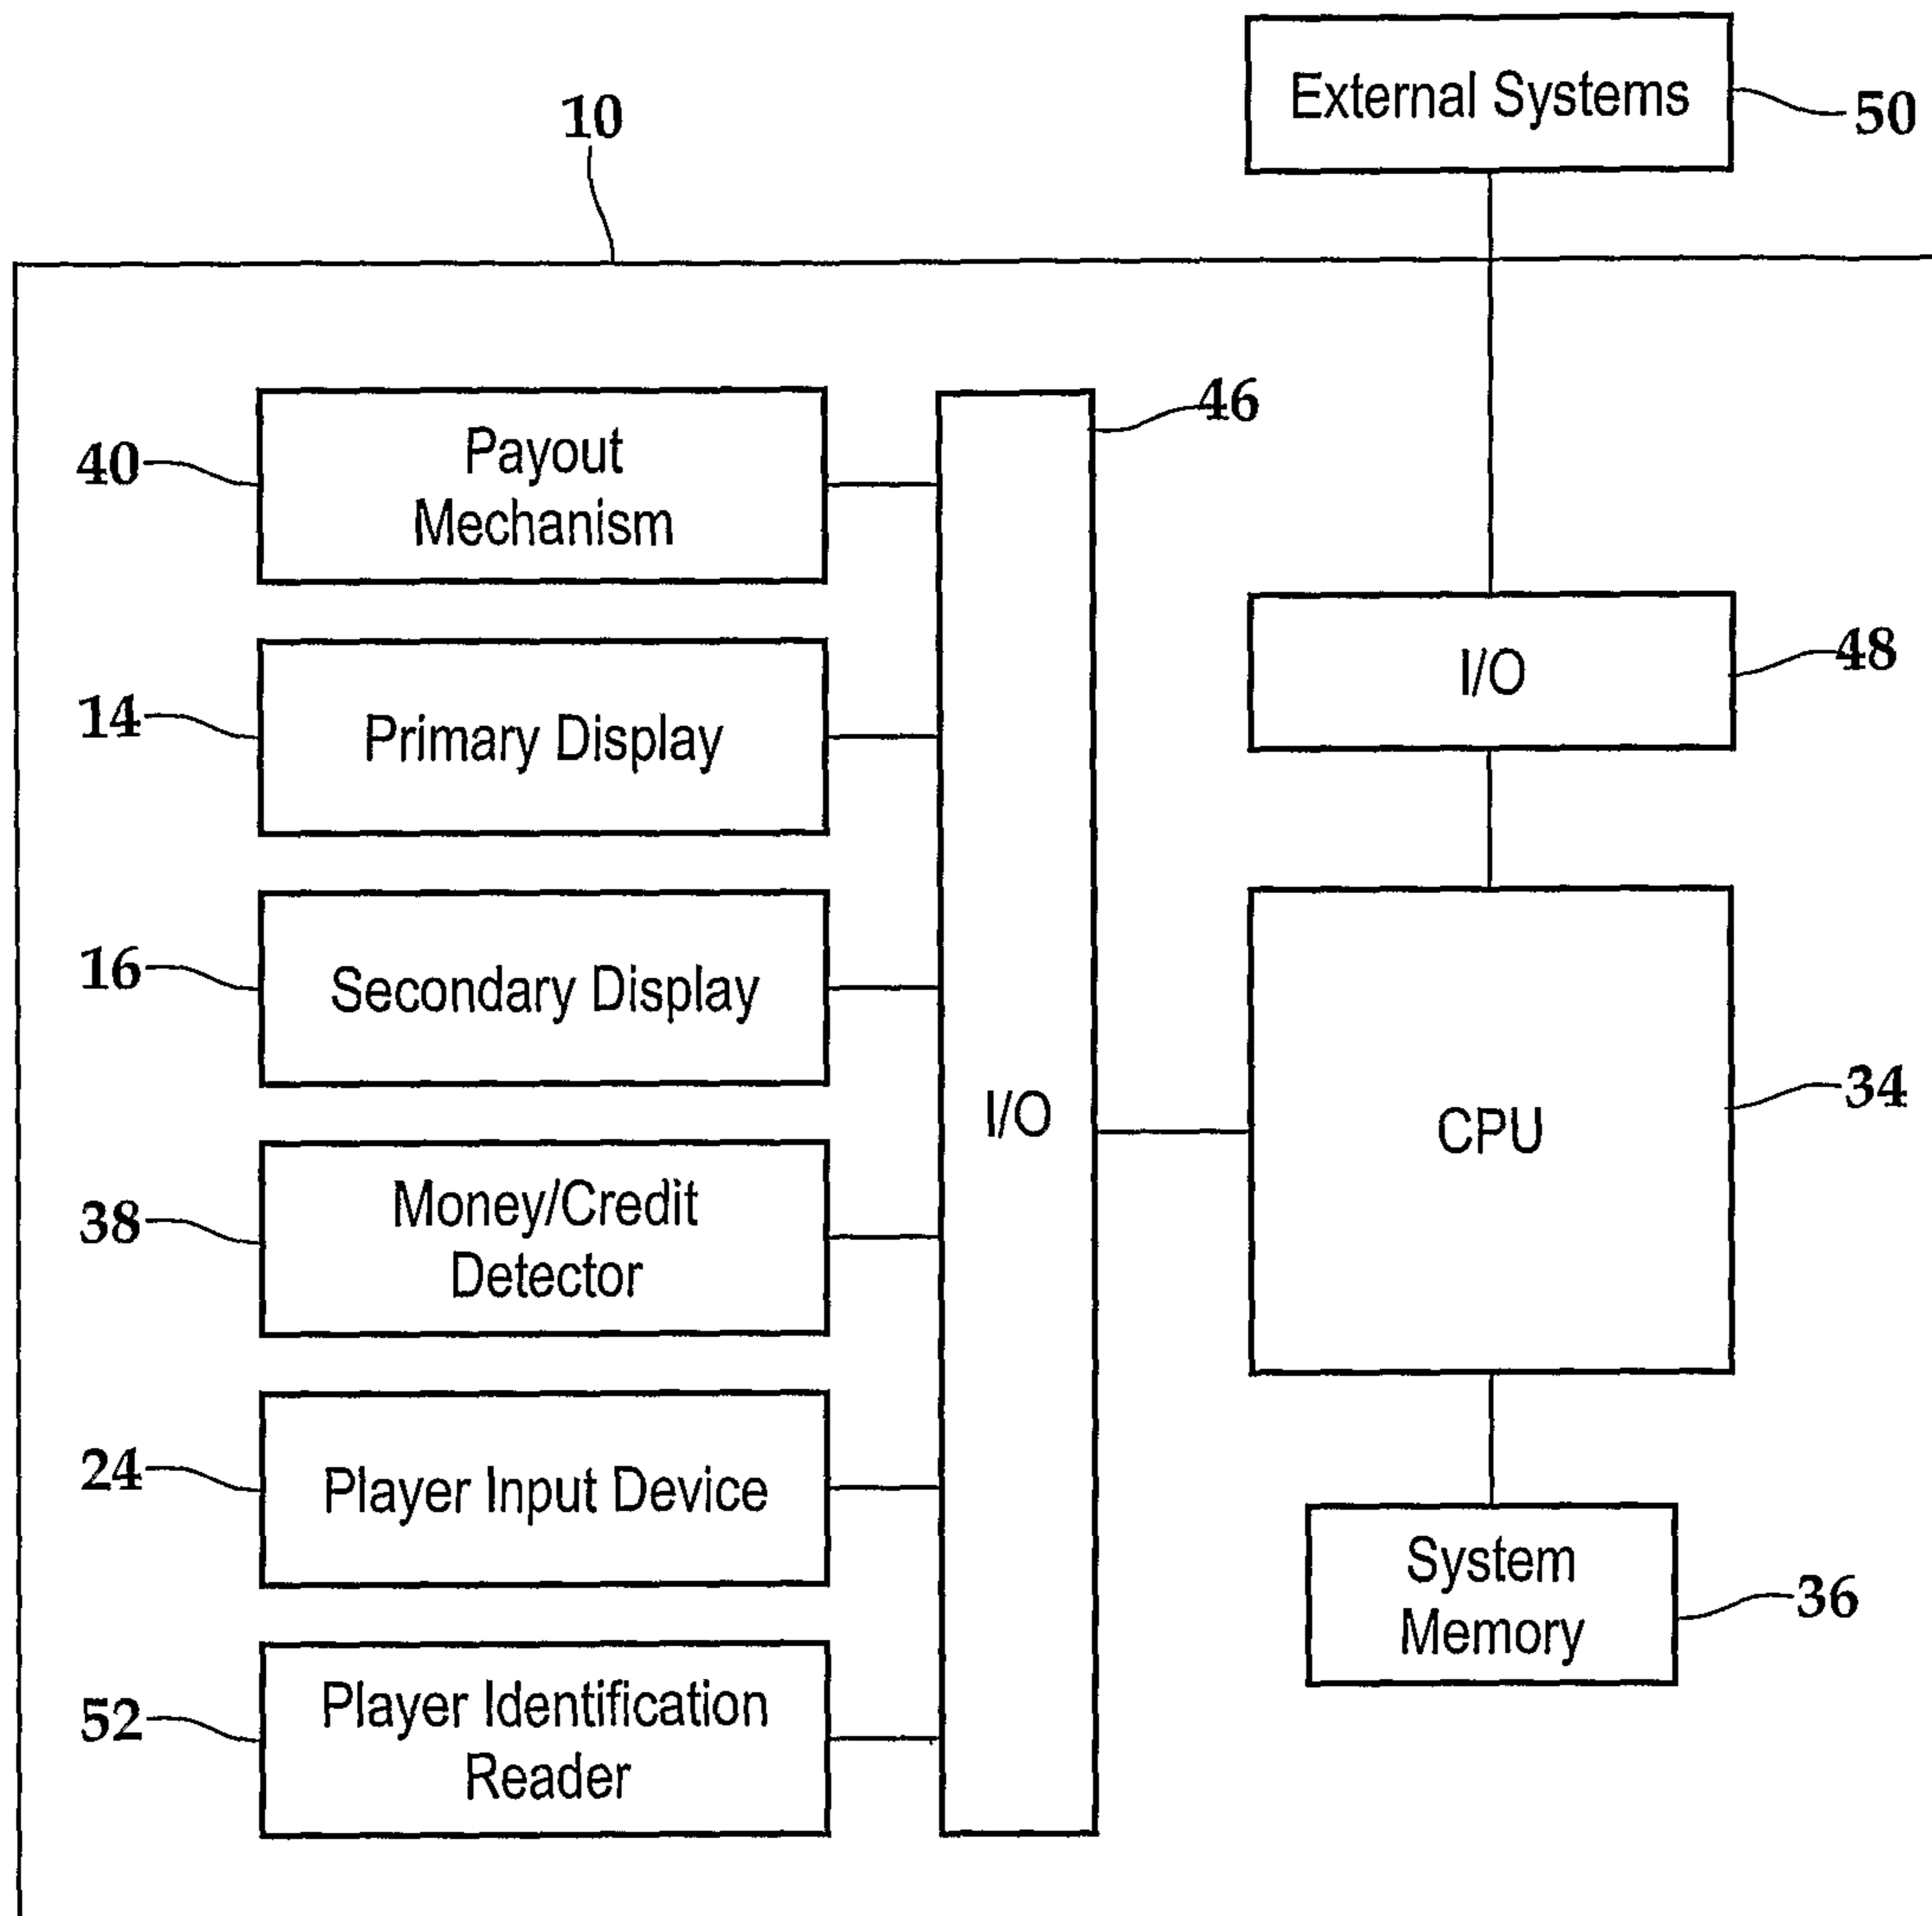 External Systems
50
10
46
40
Payout
Mechanism
I/O
48
14
Primary Display
16
Secondary Display
I/O
CPU
34
38
Money/Credit
Detector
24
Player Input Device
System
Memory
36
52
Player Identification
Reader